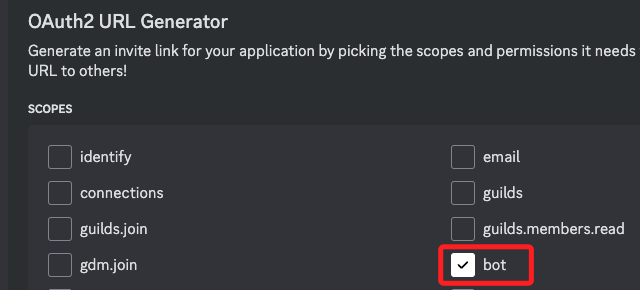 OAuth2 URL Generator
Generate an invite link for your application by picking the scopes and permissions it needs
URL to others!
SCOPES
identify
email
connections
guilds
guilds.join
guilds.members.read
gdm.join
bot